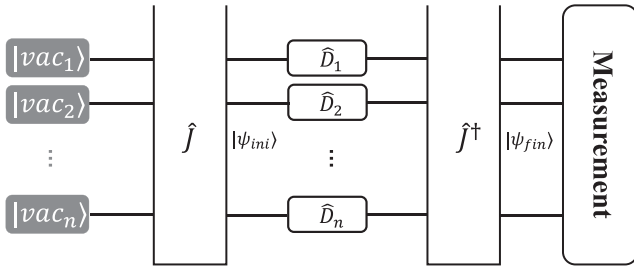 |vac₁⟩
|vac₂⟩
⋮
|vacₙ⟩
Ĵ
|ψ_ini⟩
D̂₁
D̂₂
⋮
D̂ₙ
Ĵ†
|ψ_fin⟩
Measurement